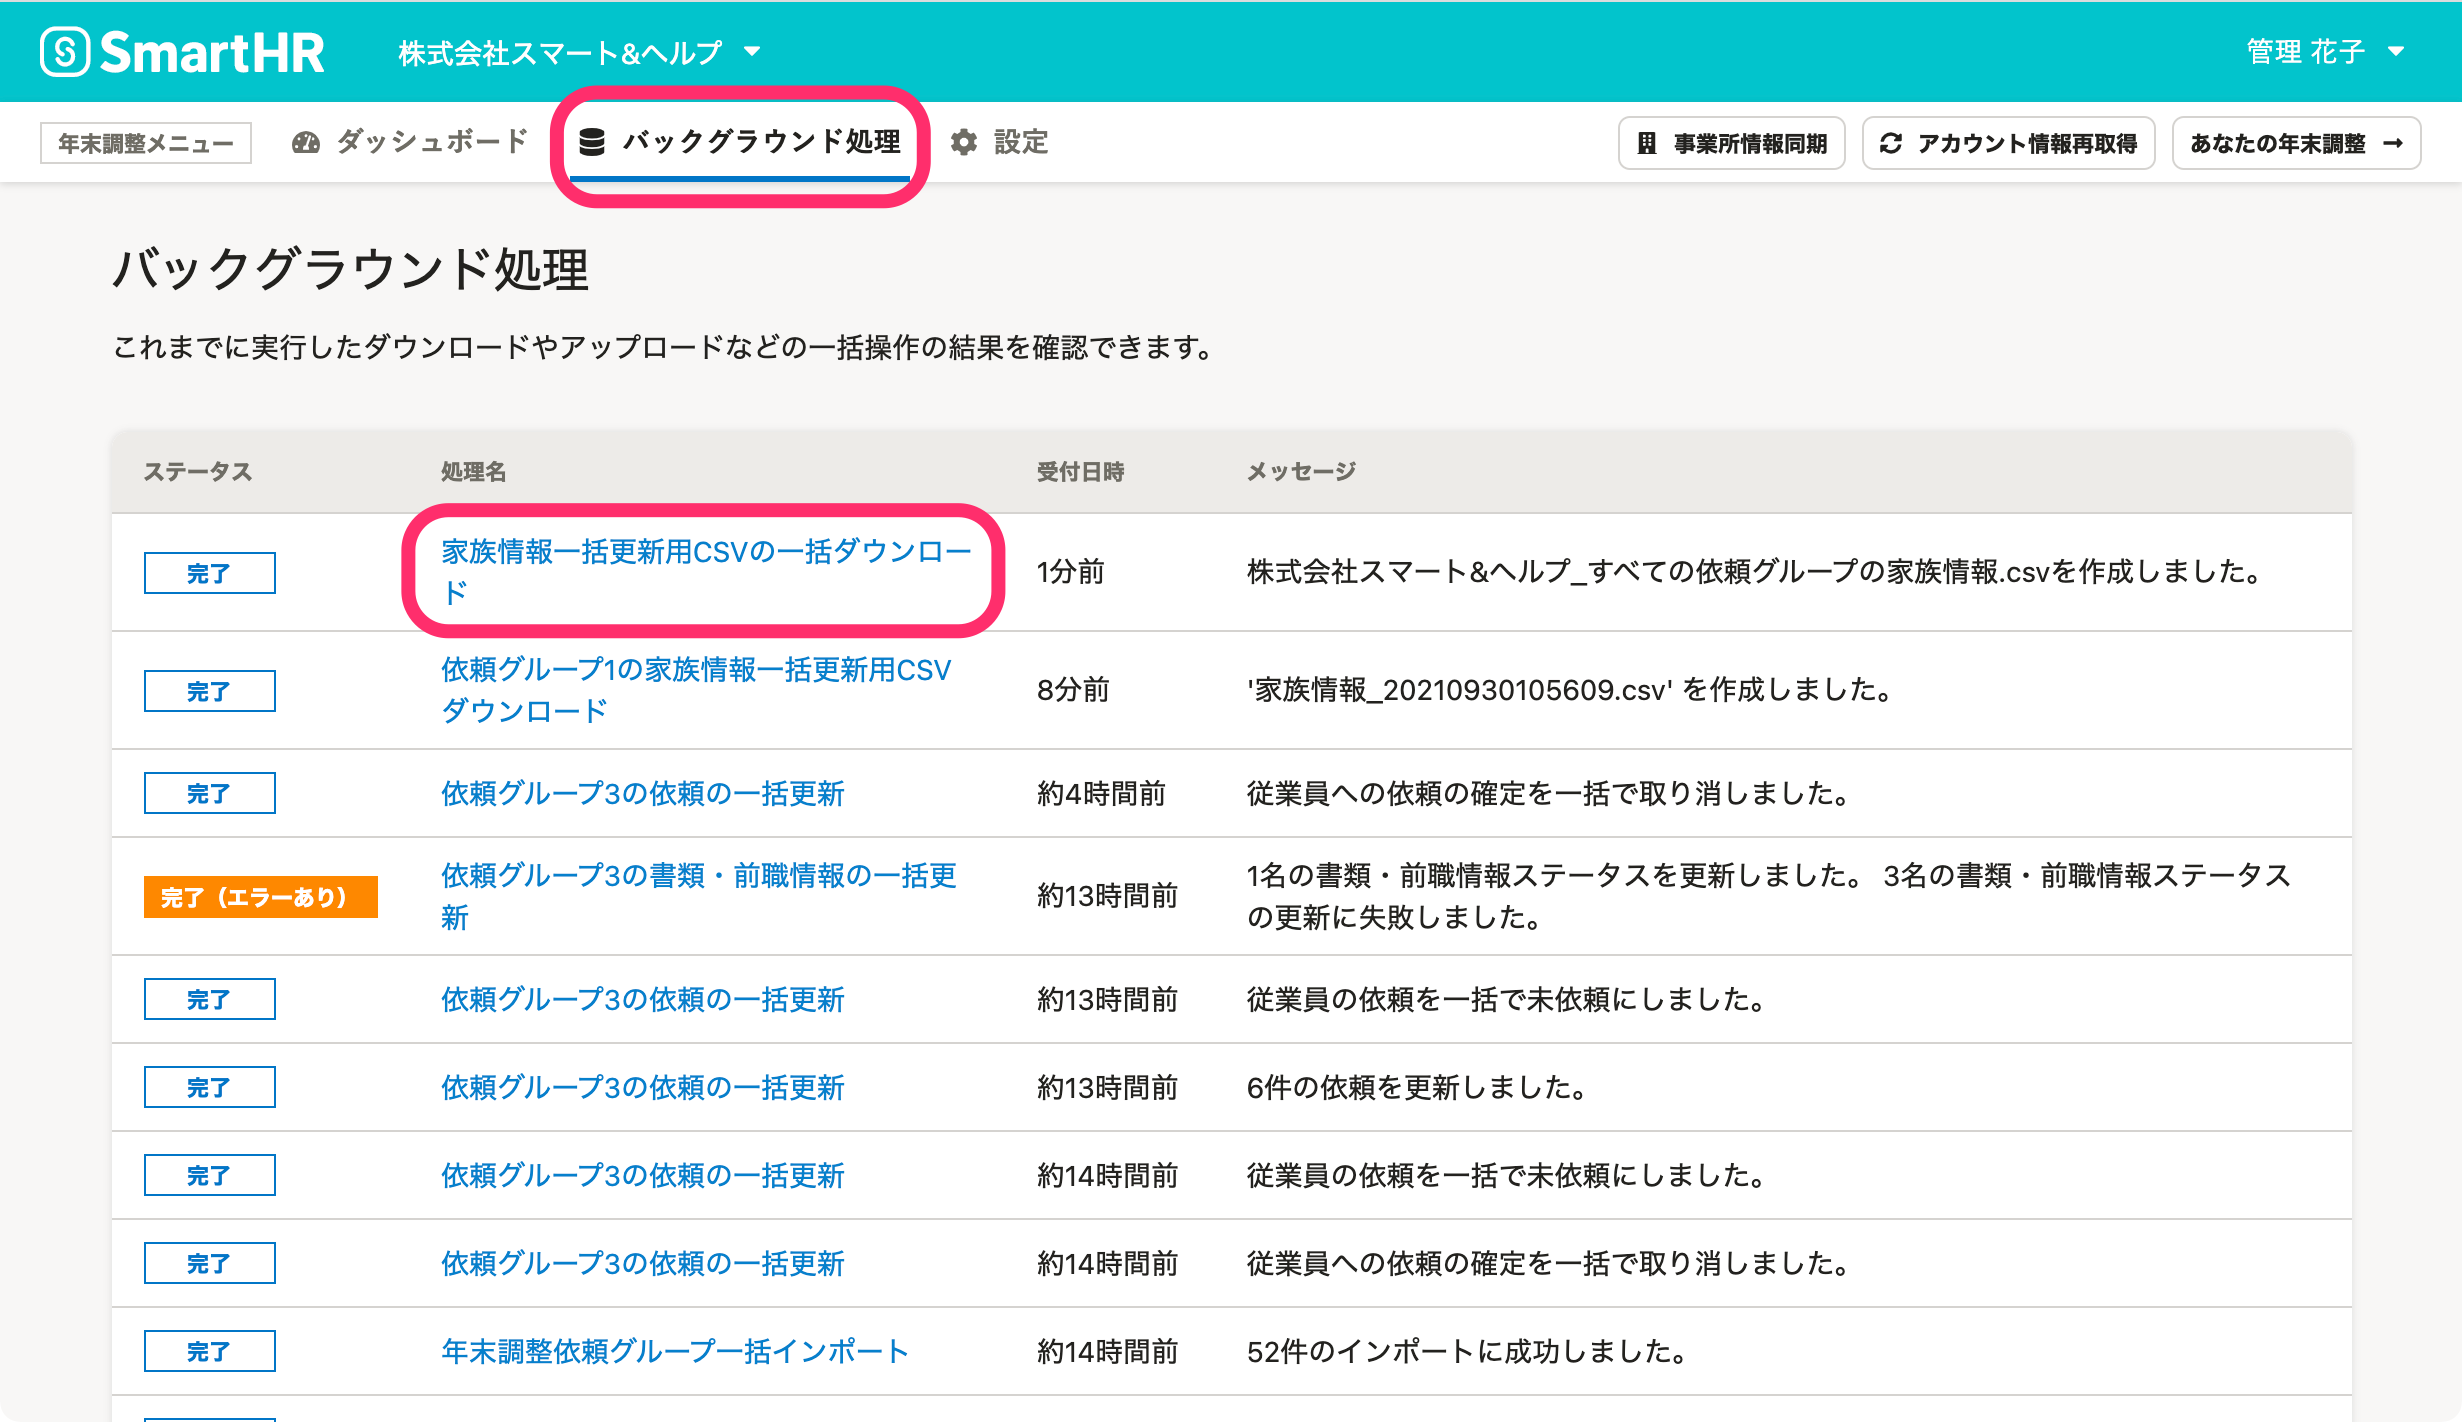 SmartHR 株式会社スマート&ヘルプ 管理 花子
年末調整メニュー ダッシュボード バックグラウンド処理 設定 事業所情報同期 アカウント情報再取得 あなたの年末調整 →
バックグラウンド処理
これまでに実行したダウンロードやアップロードなどの一括操作の結果を確認できます。
ステータス 処理名 受付日時 メッセージ
完了 家族情報一括更新用CSVの一括ダウンロー
ド 1分前 株式会社スマート&ヘルプ_すべての依頼グループの家族情報.csvを作成しました。
完了 依頼グループ1の家族情報一括更新用CSV
ダウンロード 8分前 '家族情報_20210930105609.csv' を作成しました。
完了 依頼グループ3の依頼の一括更新 約4時間前 従業員への依頼の確定を一括で取り消しました。
完了（エラーあり） 依頼グループ3の書類・前職情報の一括更
新 約13時間前 1名の書類・前職情報ステータスを更新しました。 3名の書類・前職情報ステータス
の更新に失敗しました。
完了 依頼グループ3の依頼の一括更新 約13時間前 従業員の依頼を一括で未依頼にしました。
完了 依頼グループ3の依頼の一括更新 約13時間前 6件の依頼を更新しました。
完了 依頼グループ3の依頼の一括更新 約14時間前 従業員の依頼を一括で未依頼にしました。
完了 依頼グループ3の依頼の一括更新 約14時間前 従業員への依頼の確定を一括で取り消しました。
完了 年末調整依頼グループ一括インポート 約14時間前 52件のインポートに成功しました。